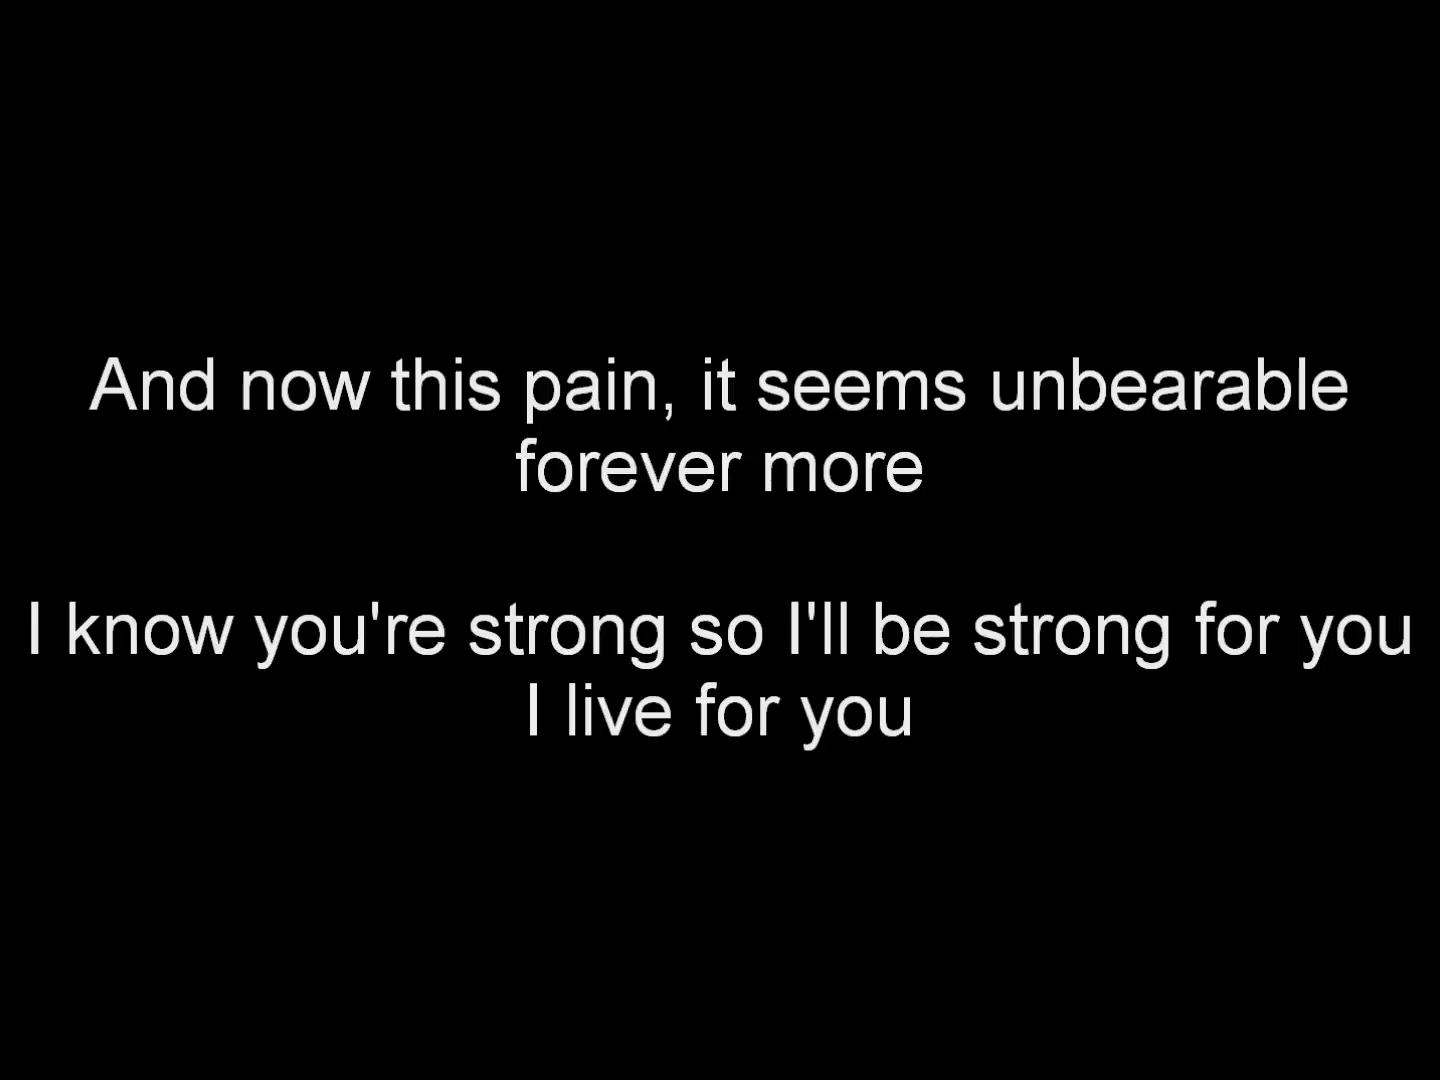 And now this pain, it seems unbearable
forever more
I know you're strong so I'll be strong for you
I live for you